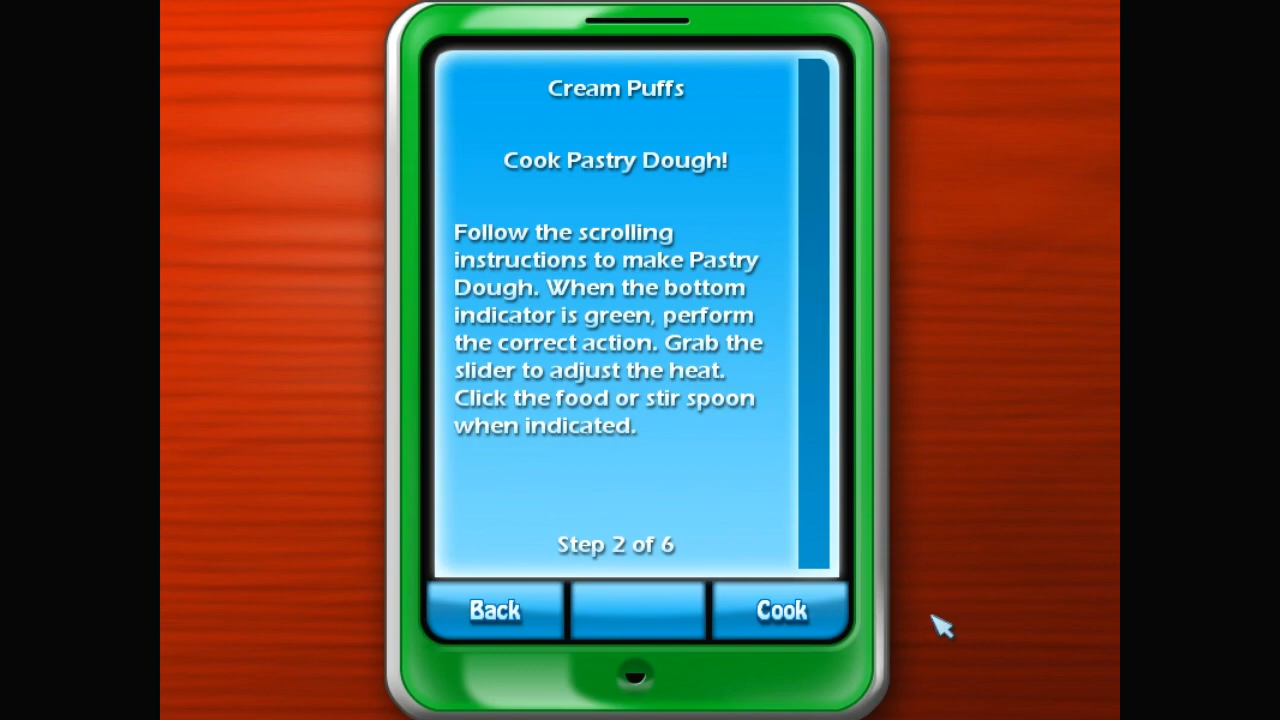 Cream Puffs
Cook Pastry Dough!
Follow the scrolling
instructions to make Pastry
Dough. When the bottom
indicator is green, perform
the correct action. Grab the
slider to adjust the heat.
Click the food or stir spoon
when indicated.
Step 2 of 6
Back
Cook